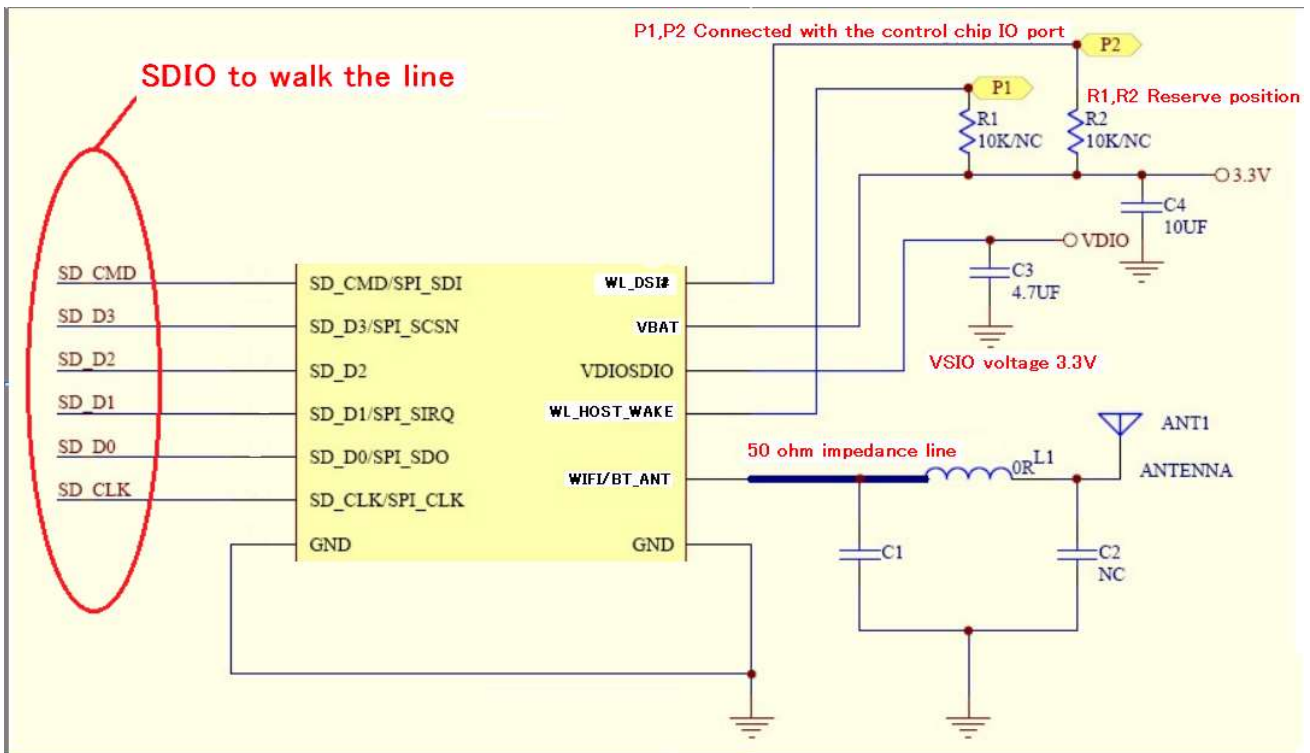 P1,P2 Connected with the control chip IO port
P2
SDIO to walk the line
P1
R1,R2 Reserve position
R1
10K/NC
R2
10K/NC
3.3V
C4
10UF
VDIO
C3
4.7UF
VSIO voltage 3.3V
SD_CMD
SD_D3
SD_D2
SD_D1
SD_D0
SD_CLK
SD_CMD/SPI_SDI
SD_D3/SPI_SCSN
SD_D2
SD_D1/SPI_SIRQ
SD_D0/SPI_SDO
SD_CLK/SPI_CLK
GND
WL_DSI#
VBAT
VDIOSDIO
WL_HOST_WAKE
WIFI/BT_ANT
GND
50 ohm impedance line
0R
L1
ANT1
ANTENNA
C1
C2
NC